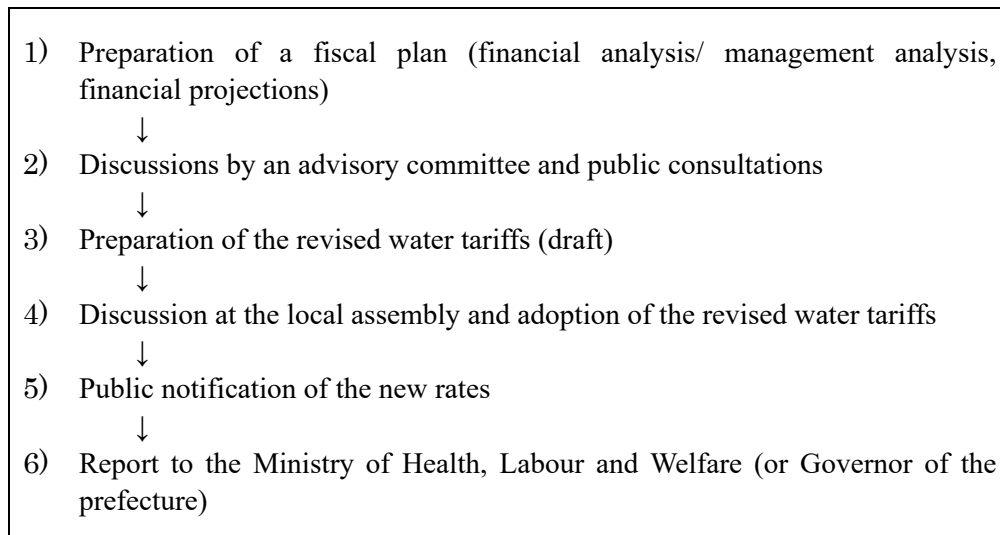 1) Preparation of a fiscal plan (financial analysis/ management analysis,
financial projections)
↓
2) Discussions by an advisory committee and public consultations
↓
3) Preparation of the revised water tariffs (draft)
↓
4) Discussion at the local assembly and adoption of the revised water tariffs
↓
5) Public notification of the new rates
↓
6) Report to the Ministry of Health, Labour and Welfare (or Governor of the
prefecture)